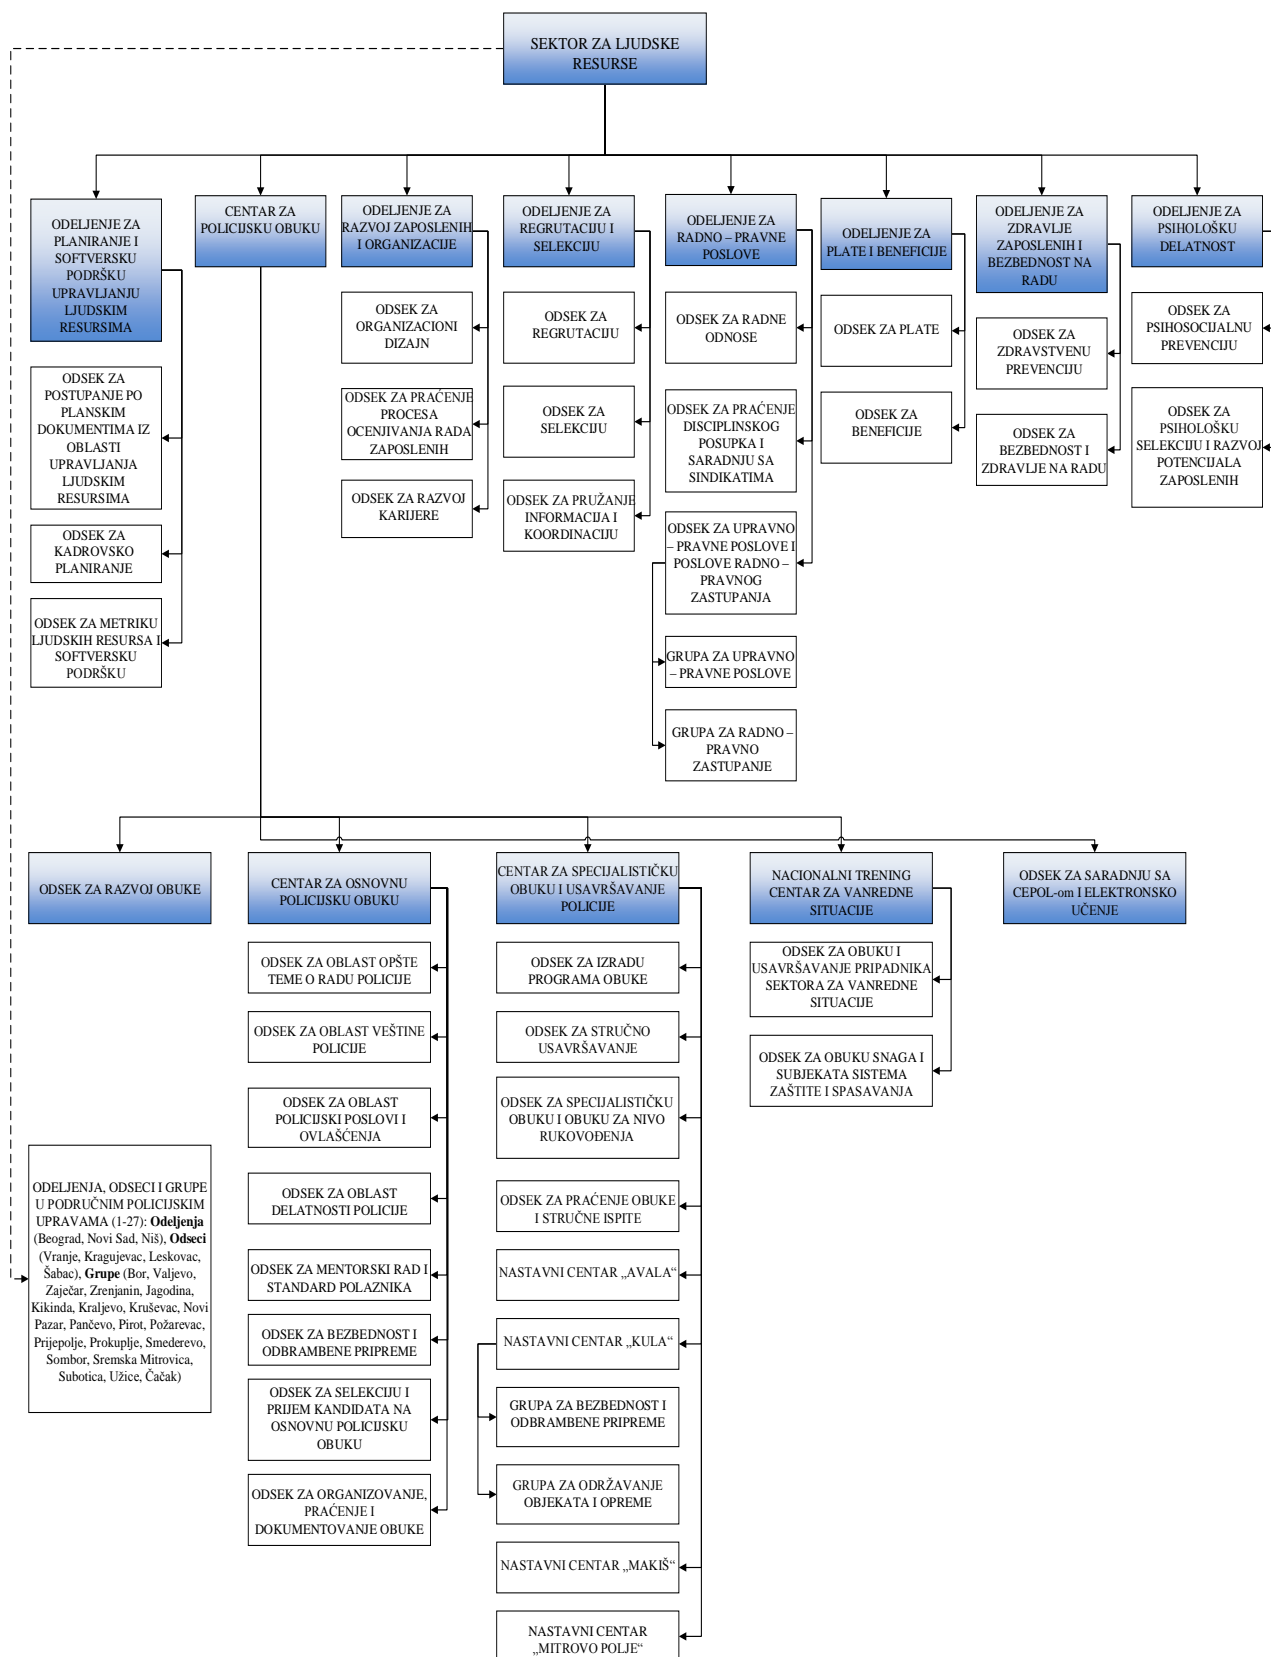 SEKTOR ZA LJUDSKE
RESURSE
ODELJENJE ZA
PLANIRANJE I
SOFTVERSKU
PODRŠKU
UPRAVLJANJU
LJUDSKIM
RESURSIMA
CENTAR ZA
POLICIJSKU OBUKU
ODELJENJE ZA
RAZVOJ ZAPOSLENIH
I ORGANIZACIJE
ODELJENJE ZA
REGRUTACIJU I
SELEKCIJU
ODELJENJE ZA
RADNO – PRAVNE
POSLOVE
ODELJENJE ZA
PLATE I BENEFICIJE
ODELJENJE ZA
ZDRAVLJE
ZAPOSLENIH I
BEZBEDNOST NA
RADU
ODELJENJE ZA
PSIHOLOŠKU
DELATNOST
ODSEK ZA
POSTUPANJE PO
PLANSKIM
DOKUMENTIMA IZ
OBLASTI
UPRAVLJANJA
LJUDSKIM
RESURSIMA
ODSEK ZA
KADROVSKO
PLANIRANJE
ODSEK ZA METRIKU
LJUDSKIH RESURSA I
SOFTVERSKU
PODRŠKU
ODSEK ZA
ORGANIZACIONI
DIZAJN
ODSEK ZA PRAĆENJE
PROCESA
OCENJIVANJA RADA
ZAPOSLENIH
ODSEK ZA RAZVOJ
KARIJERE
ODSEK ZA
REGRUTACIJU
ODSEK ZA
SELEKCIJU
ODSEK ZA PRUŽANJE
INFORMACIJA I
KOORDINACIJU
ODSEK ZA RADNE
ODNOSE
ODSEK ZA PRAĆENJE
DISCIPLINSKOG
POSUPKA I
SARADNJU SA
SINDIKATIMA
ODSEK ZA UPRAVNO
– PRAVNE POSLOVE I
POSLOVE RADNO –
PRAVNOG
ZASTUPANJA
GRUPA ZA UPRAVNO
– PRAVNE POSLOVE
GRUPA ZA RADNO –
PRAVNO
ZASTUPANJE
ODSEK ZA PLATE
ODSEK ZA
BENEFICIJE
ODSEK ZA
ZDRAVSTVENU
PREVENCIJU
ODSEK ZA
BEZBEDNOST I
ZDRAVLJE NA RADU
ODSEK ZA
PSIHOSOCIJALNU
PREVENCIJU
ODSEK ZA
PSIHOLOŠKU
SELEKCIJU I RAZVOJ
POTENCIJALA
ZAPOSLENIH
ODSEK ZA RAZVOJ OBUKE
CENTAR ZA OSNOVNU
POLICIJSKU OBUKU
CENTAR ZA SPECIJALISTIČKU
OBUKU I USAVRŠAVANJE
POLICIJE
NACIONALNI TRENING
CENTAR ZA VANREDNE
SITUACIJE
ODSEK ZA SARADNJU SA
CEPOL-om I ELEKTRONSKO
UČENJE
ODELJENJA, ODSECI I GRUPE
U PODRUČNIM POLICIJSKIM
UPRAVAMA (1-27): Odeljenja
(Beograd, Novi Sad, Niš), Odseci
(Vranje, Kragujevac, Leskovac,
Šabac), Grupe (Bor, Valjevo,
Zaječar, Zrenjanin, Jagodina,
Kikinda, Kraljevo, Kruševac, Novi
Pazar, Pančevo, Pirot, Požarevac,
Prijepolje, Prokuplje, Smederevo,
Sombor, Sremska Mitrovica,
Subotica, Užice, Čačak)
ODSEK ZA OBLAST OPŠTE
TEME O RADU POLICIJE
ODSEK ZA OBLAST VEŠTINE
POLICIJE
ODSEK ZA OBLAST
POLICIJSKI POSLOVI I
OVLAŠĆENJA
ODSEK ZA OBLAST
DELATNOSTI POLICIJE
ODSEK ZA MENTORSKI RAD I
STANDARD POLAZNIKA
ODSEK ZA BEZBEDNOST I
ODBRAMBENE PRIPREME
ODSEK ZA SELEKCIJU I
PRIJEM KANDIDATA NA
OSNOVNU POLICIJSKU
OBUKU
ODSEK ZA ORGANIZOVANJE,
PRAĆENJE I
DOKUMENTOVANJE OBUKE
ODSEK ZA IZRADU
PROGRAMA OBUKE
ODSEK ZA STRUČNO
USAVRŠAVANJE
ODSEK ZA SPECIJALISTIČKU
OBUKU I OBUKU ZA NIVO
RUKOVOĐENJA
ODSEK ZA PRAĆENJE OBUKE
I STRUČNE ISPITE
NASTAVNI CENTAR „AVALA“
NASTAVNI CENTAR „KULA“
GRUPA ZA BEZBEDNOST I
ODBRAMBENE PRIPREME
GRUPA ZA ODRŽAVANJE
OBJEKATA I OPREME
NASTAVNI CENTAR „MAKIŠ“
NASTAVNI CENTAR
„MITROVO POLJE“
ODSEK ZA OBUKU I
USAVRŠAVANJE PRIPADNIKA
SEKTORA ZA VANREDNE
SITUACIJE
ODSEK ZA OBUKU SNAGA I
SUBJEKATA SISTEMA
ZAŠTITE I SPASAVANJA